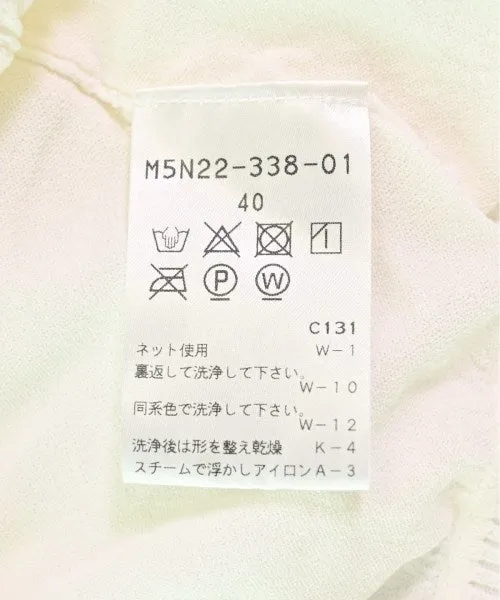 M5N22-338-01
40
P W
C131
ネット使用 W-1
裏返して洗浄して下さい。
W-10
同系色で洗浄して下さい。
W-12
洗浄後は形を整え乾燥 K-4
スチームで浮かしアイロン A-3